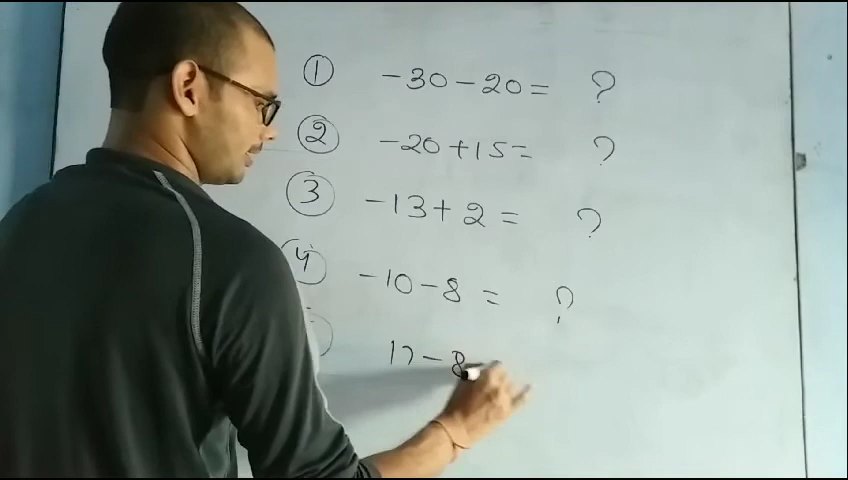 ① -30-20= ?
② -20+15= ?
③ -13+2= ?
④ -10-8= ?
17-8